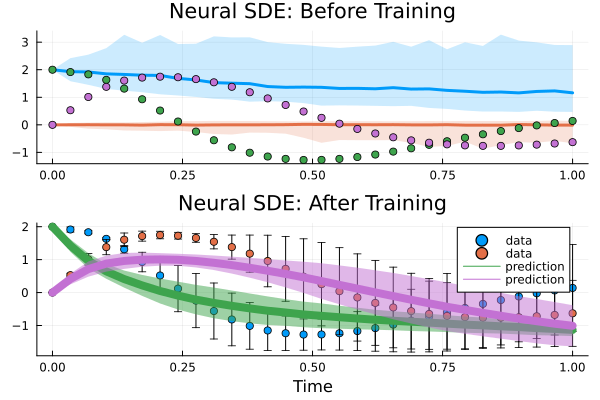 Neural SDE: Before Training
3
2
1
0
−1
0.00
0.25
0.50
0.75
1.00
Neural SDE: After Training
2
1
0
−1
data
data
prediction
prediction
0.00
0.25
0.50
0.75
1.00
Time